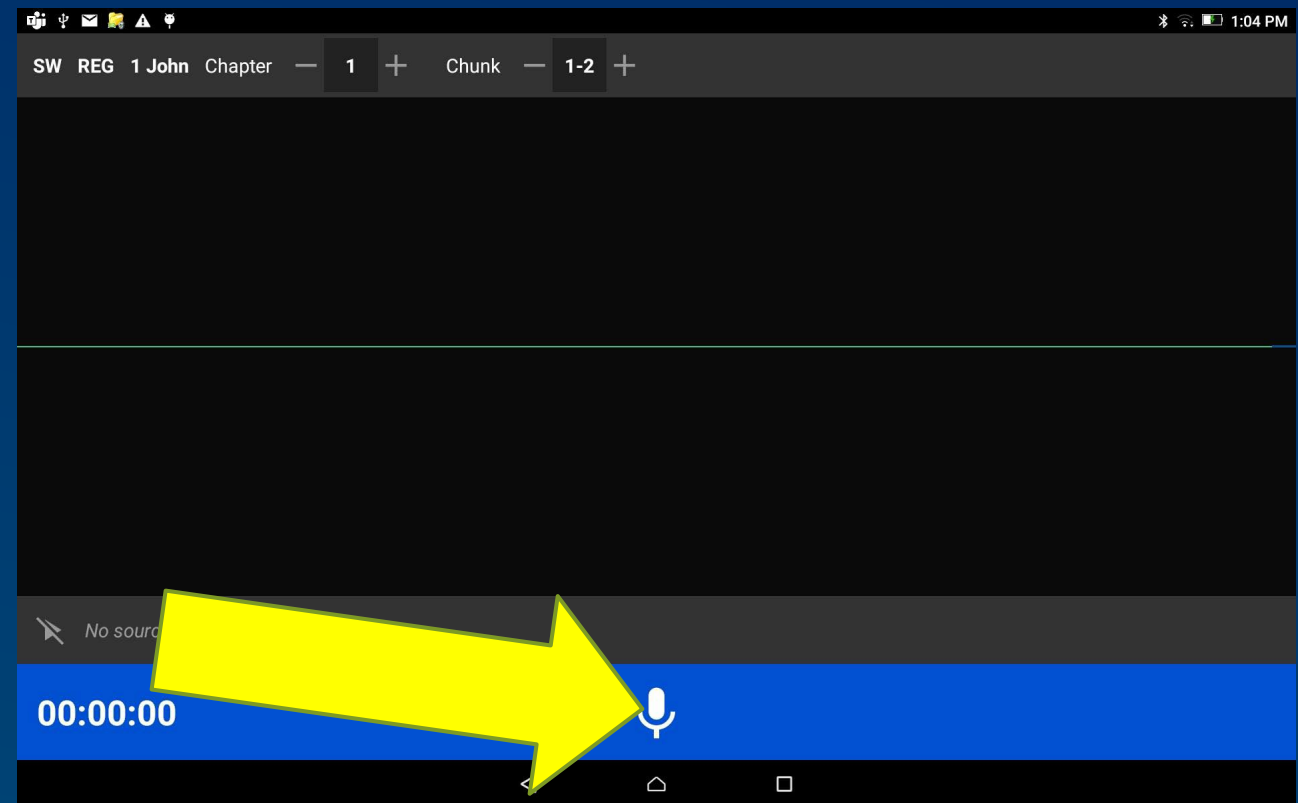 1:04 PM
SW REG 1 John Chapter — 1 + Chunk — 1-2 +
No sourc
00:00:00